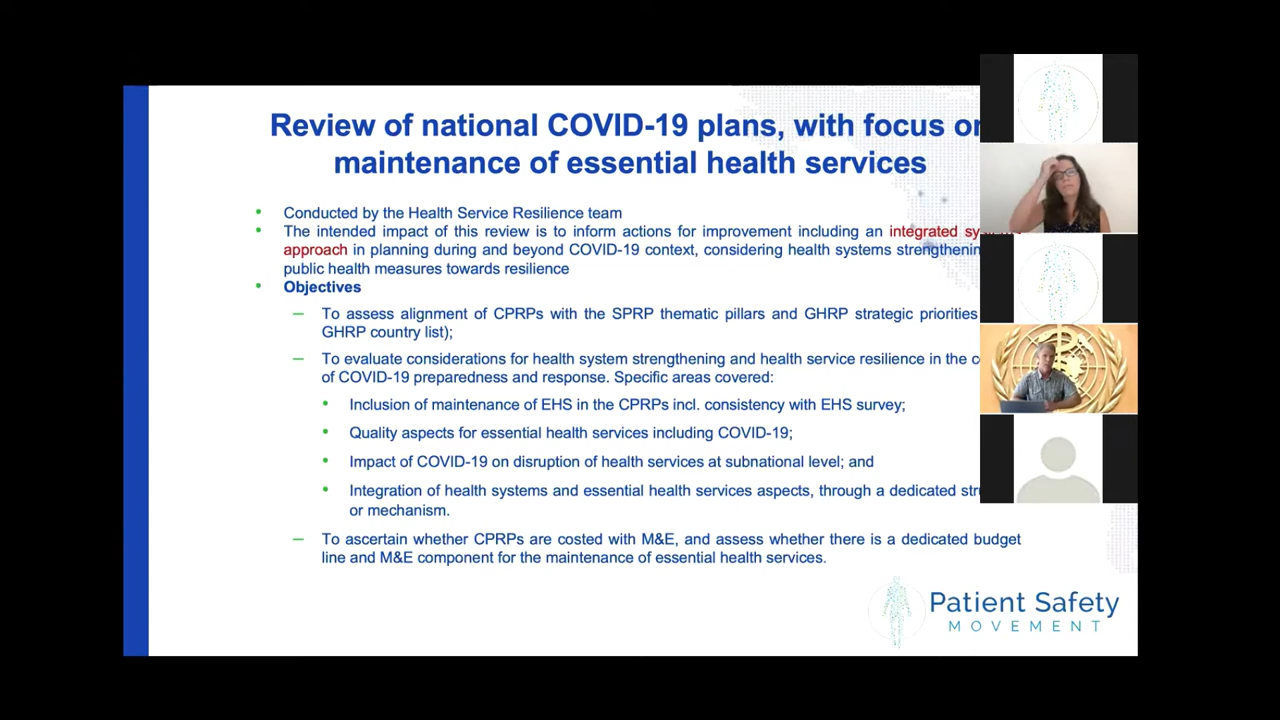 Review of national COVID-19 plans, with focus on
maintenance of essential health services
• Conducted by the Health Service Resilience team
• The intended impact of this review is to inform actions for improvement including an integrated
approach in planning during and beyond COVID-19 context, considering health systems
public health measures towards resilience
• Objectives
– To assess alignment of CPRPs with the SPRP thematic pillars and GHRP strategic priorities
GHRP country list);
– To evaluate considerations for health system strengthening and health service resilience in the
of COVID-19 preparedness and response. Specific areas covered:
• Inclusion of maintenance of EHS in the CPRPs incl. consistency with EHS survey;
• Quality aspects for essential health services including COVID-19;
• Impact of COVID-19 on disruption of health services at subnational level; and
• Integration of health systems and essential health services aspects, through a dedicated
or mechanism.
– To ascertain whether CPRPs are costed with M&E, and assess whether there is a dedicated budget
line and M&E component for the maintenance of essential health services.
Patient Safety
MOVEMENT